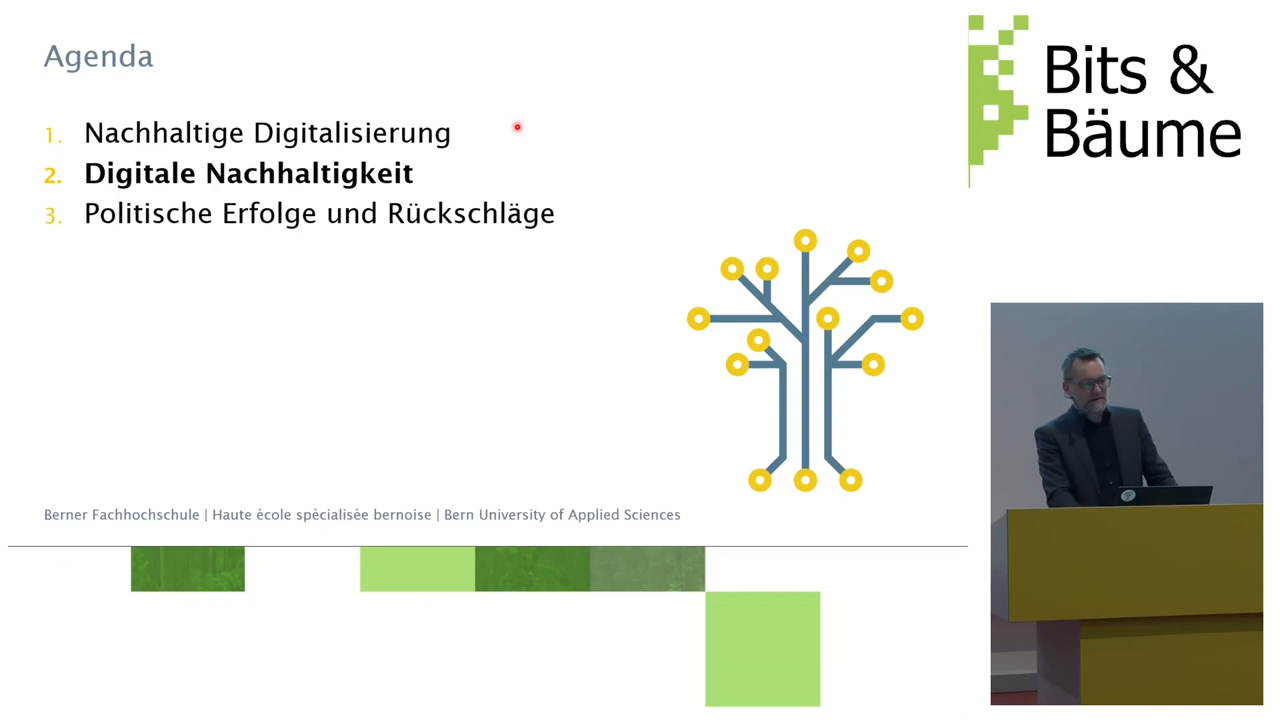 Agenda
1. Nachhaltige Digitalisierung
2. Digitale Nachhaltigkeit
3. Politische Erfolge und Rückschläge
Berner Fachhochschule | Haute école spécialisée bernoise | Bern University of Applied Sciences
Bits &
Bäume